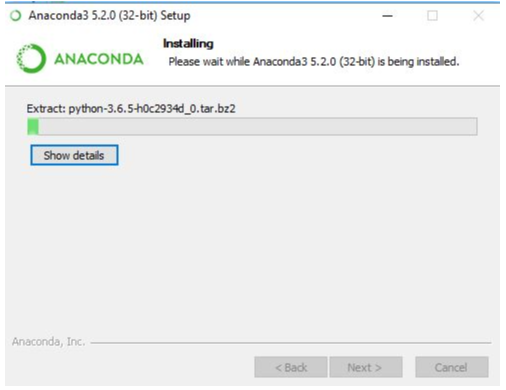 Anaconda3 5.2.0 (32-bit) Setup
Installing
ANACONDA
Please wait while Anaconda3 5.2.0 (32-bit) is being installed.
Extract: python-3.6.5-h0c2934d_0.tar.bz2
Show details
Anaconda, Inc.
< Back Next > Cancel